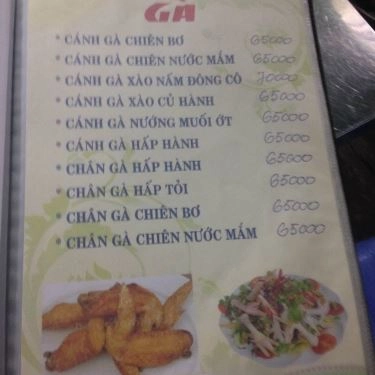 GÀ
* CÁNH GÀ CHIÊN BƠ 65000
* CÁNH GÀ CHIÊN NƯỚC MẮM 65000
* CÁNH GÀ XÀO NẤM ĐÔNG CÔ 70000
* CÁNH GÀ XÀO CỦ HÀNH 65000
* CÁNH GÀ NƯỚNG MUỐI ỚT 65000
* CÁNH GÀ HẤP HÀNH 65000
* CHÂN GÀ HẤP HÀNH 65000
* CHÂN GÀ HẤP TỎI 65000
* CHÂN GÀ CHIÊN BƠ 65000
* CHÂN GÀ CHIÊN NƯỚC MẮM 65000